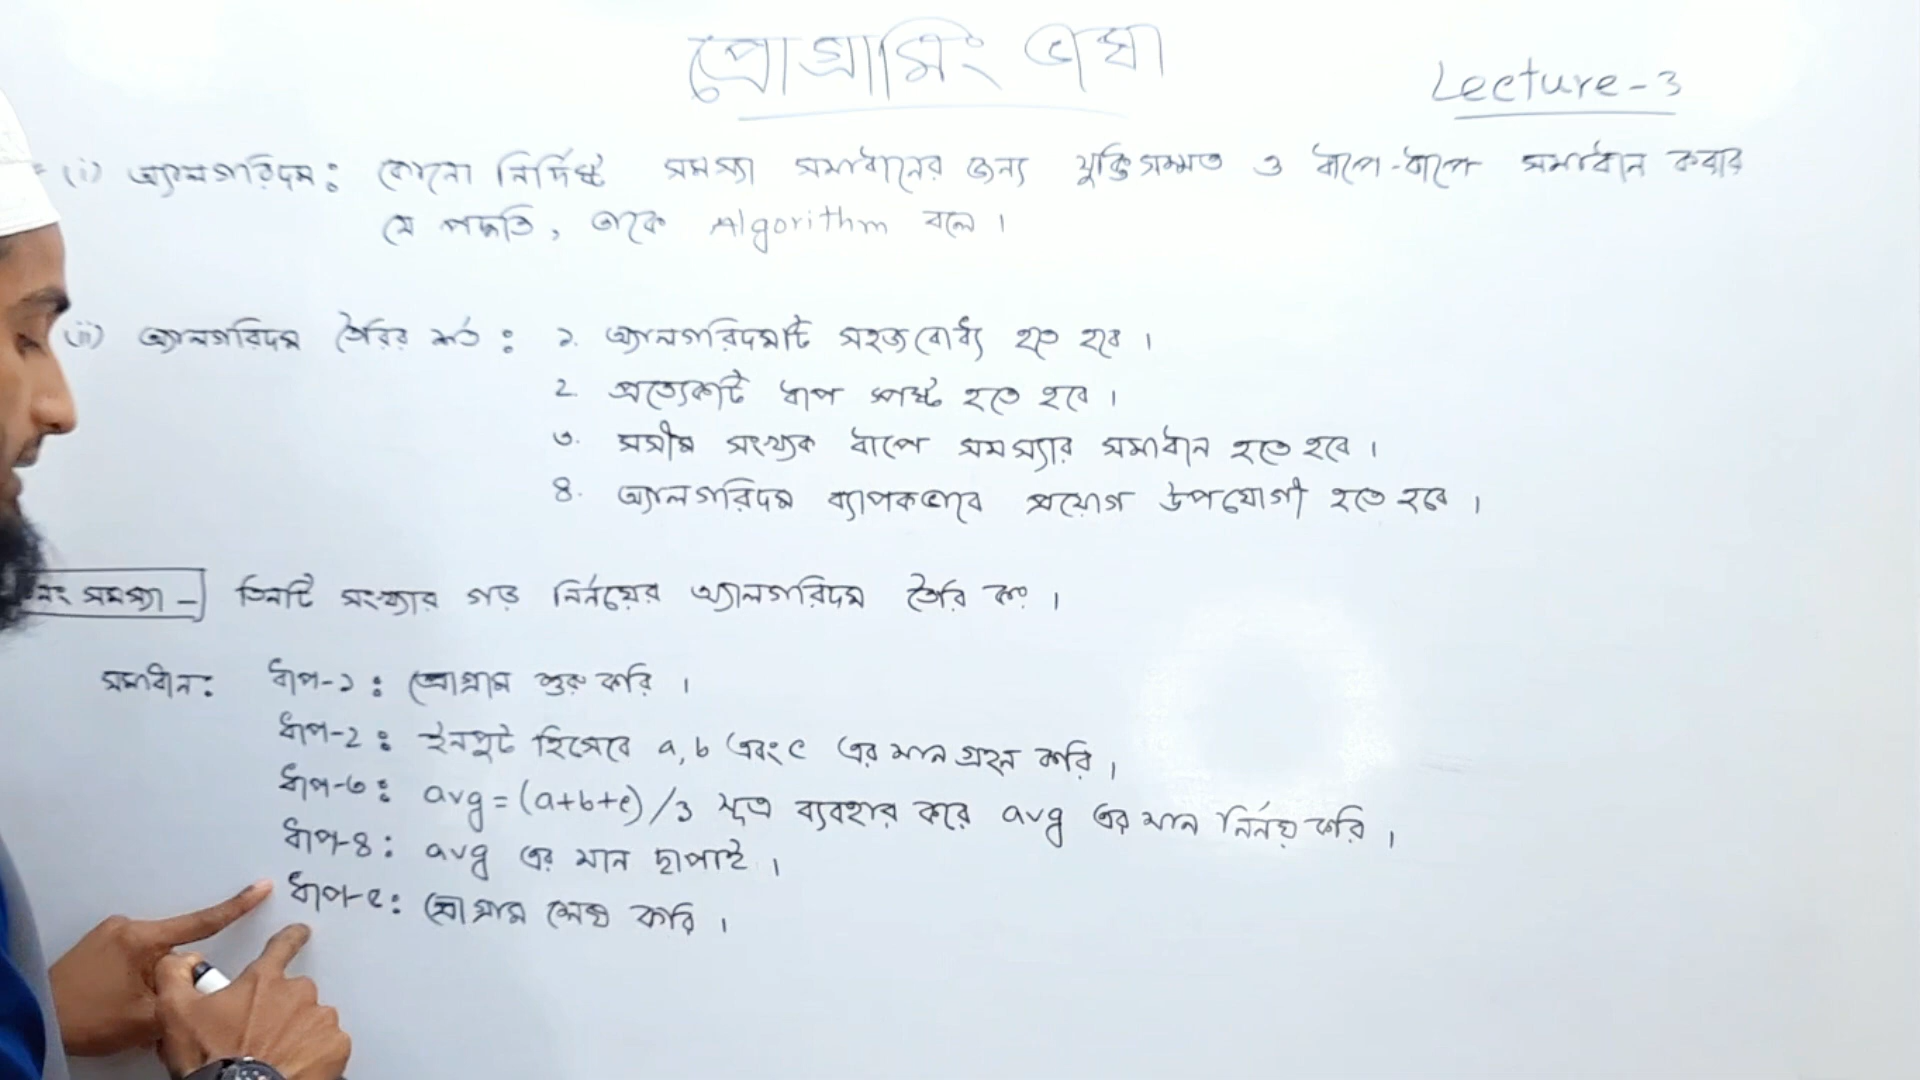 প্রোগ্রামিং ভাষা
Lecture-3
(i) অ্যালগরিদম: কোনো নির্দিষ্ট সমস্যা সমাধানের জন্য যুক্তিসম্মত ও ধাপে-ধাপে সমাধান করার
যে পদ্ধতি, তাকে Algorithm বলে।
(ii) অ্যালগরিদম তৈরির শর্ত: ১. অ্যালগরিদমটি সহজবোধ্য হতে হবে।
২. প্রত্যেকটি ধাপ স্পষ্ট হতে হবে।
৩. সসীম সংখ্যক ধাপে সমস্যার সমাধান হতে হবে।
৪. অ্যালগরিদম ব্যাপকভাবে প্রয়োগ উপযোগী হতে হবে।
নং সমস্যা - তিনটি সংখ্যার গড় নির্ণয়ের অ্যালগরিদম তৈরি কর।
সমাধান: ধাপ-১: প্রোগ্রাম শুরু করি।
ধাপ-২: ইনপুট হিসেবে a, b এবং c এর মান গ্রহন করি।
ধাপ-৩: avg = (a+b+c)/3 সূত্র ব্যবহার করে avg এর মান নির্নয় করি।
ধাপ-৪: avg এর মান ছাপাই।
ধাপ-৫: প্রোগ্রাম শেষ করি।